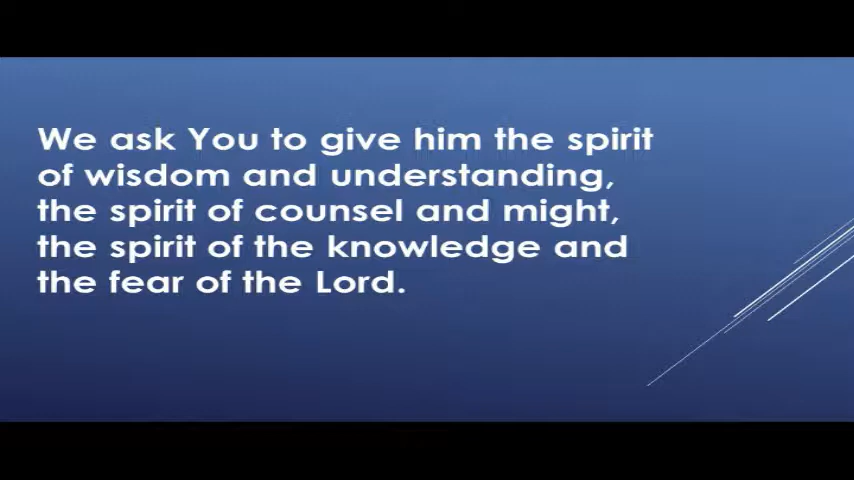 We ask You to give him the spirit
of wisdom and understanding,
the spirit of counsel and might,
the spirit of the knowledge and
the fear of the Lord.